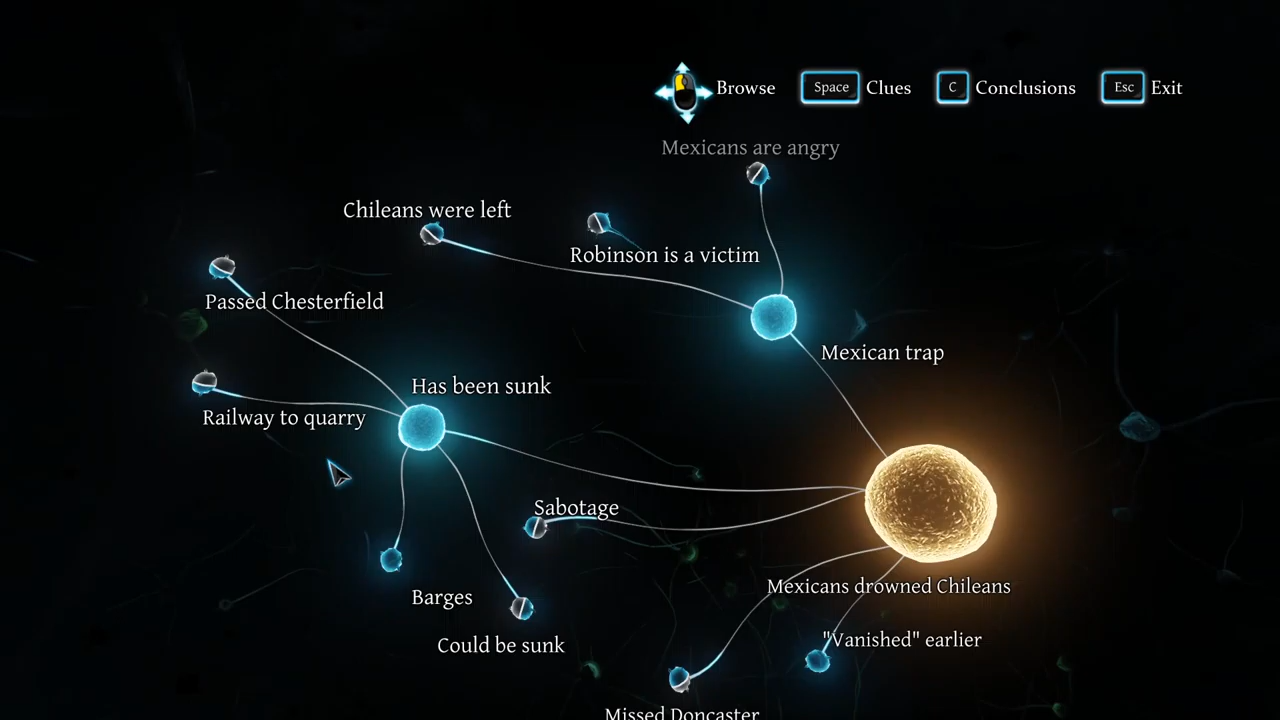 Browse
Space
Clues
C
Conclusions
Esc
Exit
Mexicans are angry
Chileans were left
Robinson is a victim
Passed Chesterfield
Mexican trap
Has been sunk
Railway to quarry
Sabotage
Mexicans drowned Chileans
Barges
"Vanished" earlier
Could be sunk
Missed Doncaster